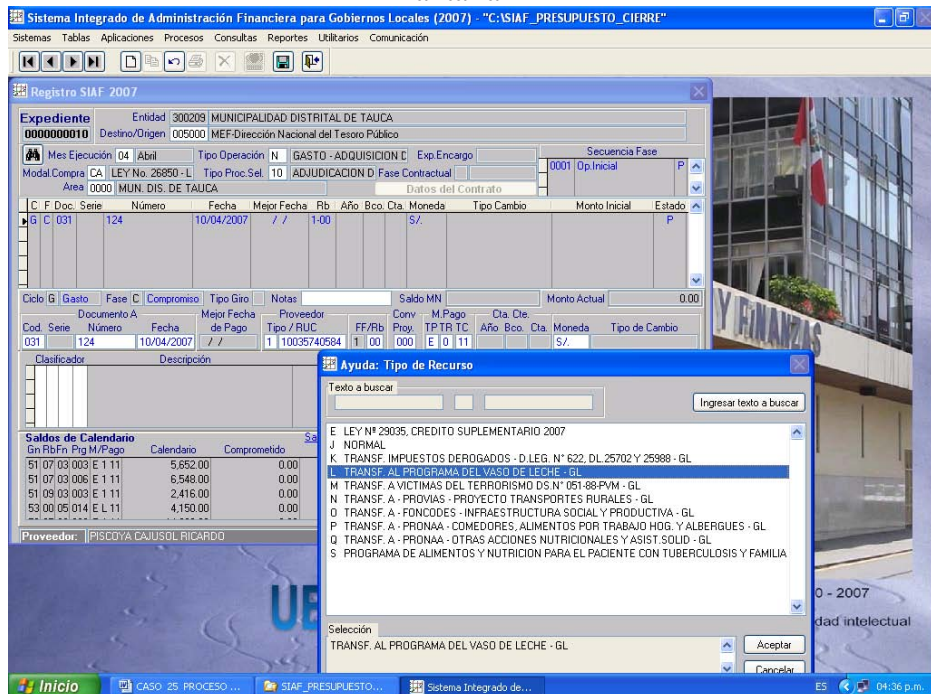 Sistema Integrado de Administración Financiera para Gobiernos Locales (2007) - "C:\SIAF_PRESUPUESTO_CIERRE"
Sistemas Tablas Aplicaciones Procesos Consultas Reportes Utilitarios Comunicación
Registro SIAF 2007
Expediente Entidad 300209 MUNICIPALIDAD DISTRITAL DE TAUCA
0000000010 Destino/Origen 005000 MEF-Dirección Nacional del Tesoro Público
Mes Ejecución 04 Abril Tipo Operación N GASTO - ADQUISICION D Exp.Encargo Secuencia Fase
0001 Op.Inicial P
Modal.Compra CA LEY No. 26850 - L Tipo Proc.Sel. 10 ADJUDICACION D Fase Contractual
Area 0000 MUN. DIS. DE TAUCA Datos del Contrato
C F Doc. Serie Número Fecha Mejor Fecha Rb Año Bco. Cta. Moneda Tipo Cambio Monto Inicial Estado
G C 031 124 10/04/2007 / / 1-00 S/. P
Ciclo G Gasto Fase C Compromiso Tipo Giro Notas Saldo MN Monto Actual 0.00
Documento A Mejor Fecha Proveedor Conv M.Pago Cta. Cte.
Cod. Serie Número Fecha de Pago Tipo / RUC FF/Rb Proy. TP TR TC Año Bco. Cta. Moneda Tipo de Cambio
031 124 10/04/2007 / / 1 10035740584 1 00 000 E 0 11 S/.
Clasificador Descripción
Saldos de Calendario Sa
Gn RbFn Prg M/Pago Calendario Comprometido
51 07 03 003 E 1 11 5,652.00 0.00
51 07 03 006 E 1 11 6,548.00 0.00
51 09 03 003 E 1 11 2,416.00 0.00
53 00 05 014 E L 11 4,150.00 0.00
Proveedor: PISCOYA CAJUSOL RICARDO
Ayuda: Tipo de Recurso
Texto a buscar
Ingresar texto a buscar
E LEY Nº 29035, CREDITO SUPLEMENTARIO 2007
J NORMAL
K TRANSF. IMPUESTOS DEROGADOS - D.LEG. N° 622, DL.25702 Y 25988 - GL
L TRANSF. AL PROGRAMA DEL VASO DE LECHE - GL
M TRANSF. A VICTIMAS DEL TERRORISMO DS.N° 051-88-PVM - GL
N TRANSF. A - PROVIAS - PROYECTO TRANSPORTES RURALES - GL
O TRANSF. A - FONCODES - INFRAESTRUCTURA SOCIAL Y PRODUCTIVA - GL
P TRANSF. A - PRONAA - COMEDORES, ALIMENTOS POR TRABAJO HOG. Y ALBERGUES - GL
Q TRANSF. A - PRONAA - OTRAS ACCIONES NUTRICIONALES Y ASIST.SOLID - GL
S PROGRAMA DE ALIMENTOS Y NUTRICION PARA EL PACIENTE CON TUBERCULOSIS Y FAMILIA
Selección
TRANSF. AL PROGRAMA DEL VASO DE LECHE - GL
Aceptar
Cancelar
Y FINANZAS
0 - 2007
dad intelectual
Inicio CASO 25 PROCESO ... SIAF_PRESUPUESTO... Sistema Integrado de... ES 04:36 p.m.